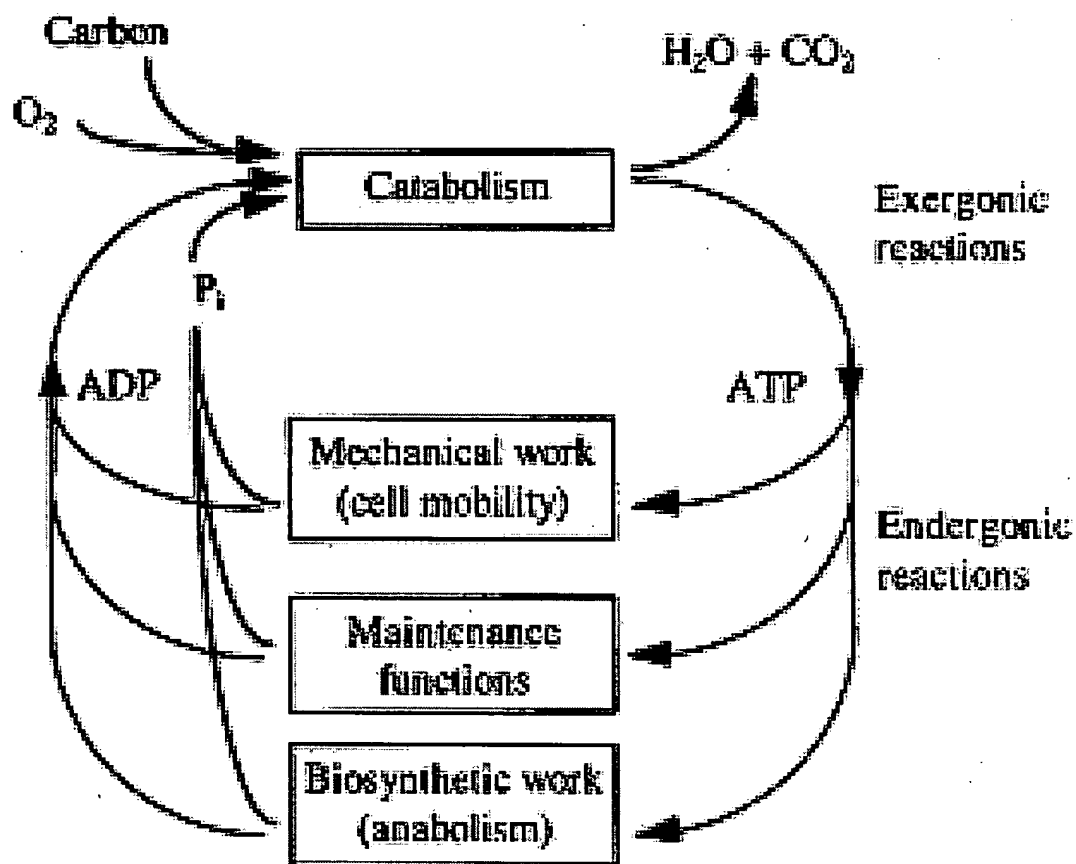 Carbon
H₂O + CO₂
O₂
Catabolism
Exergonic
reactions
Pᵢ
ADP
ATP
Mechanical work
(cell mobility)
Endergonic
reactions
Maintenance
functions
Biosynthetic work
(anabolism)